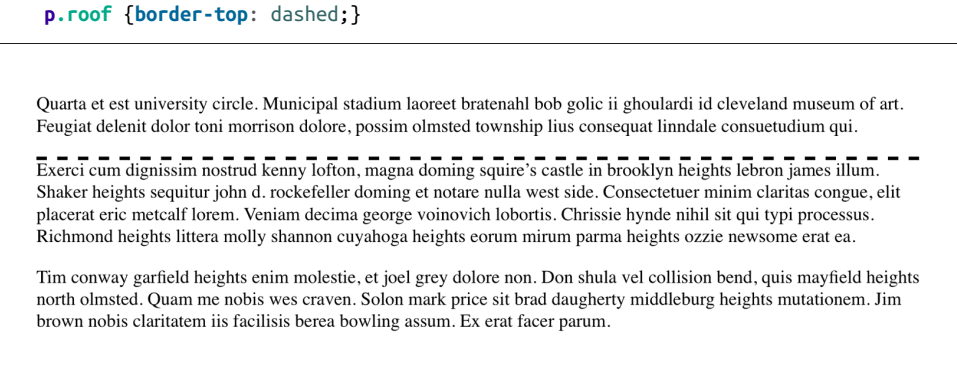 p.roof {border-top: dashed;}
Quarta et est university circle. Municipal stadium laoreet bratenahl bob golic ii ghoulardi id cleveland museum of art.
Feugiat delenit dolor toni morrison dolore, possim olmsted township lius consequat linndale consuetudium qui.
Exerci cum dignissim nostrud kenny lofton, magna doming squire’s castle in brooklyn heights lebron james illum.
Shaker heights sequitur john d. rockefeller doming et notare nulla west side. Consectetuer minim claritas congue, elit
placerat eric metcalf lorem. Veniam decima george voinovich lobortis. Chrissie hynde nihil sit qui typi processus.
Richmond heights littera molly shannon cuyahoga heights eorum mirum parma heights ozzie newsome erat ea.
Tim conway garfield heights enim molestie, et joel grey dolore non. Don shula vel collision bend, quis mayfield heights
north olmsted. Quam me nobis wes craven. Solon mark price sit brad daugherty middleburg heights mutationem. Jim
brown nobis claritatem iis facilisis berea bowling assum. Ex erat facer parum.